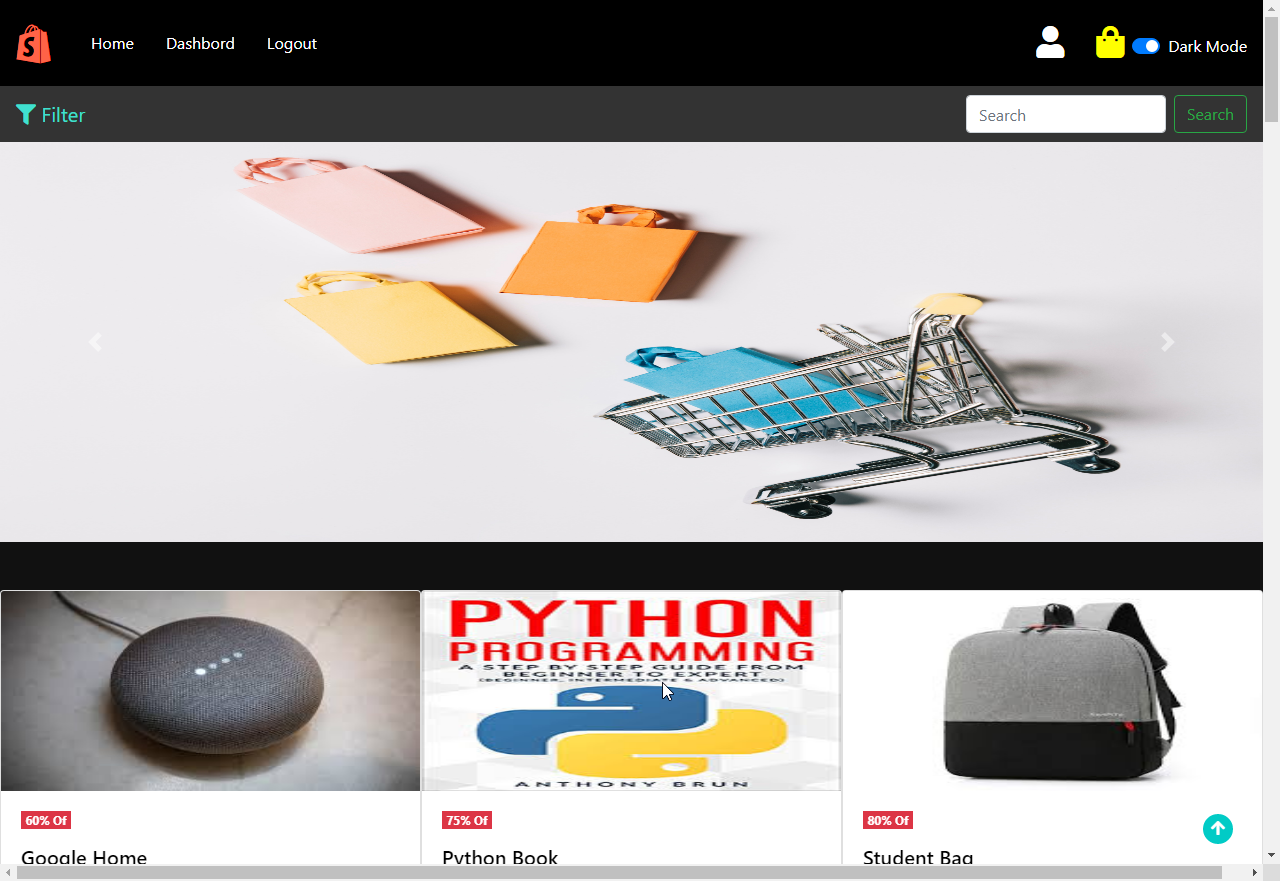 S
Home Dashbord Logout Dark Mode
Filter Search Search
PYTHON
PROGRAMMING
A STEP BY STEP GUIDE FROM
BEGINNER TO EXPERT
(BEGINNER, INTERMEDIATE & ADVANCED)
ANTHONY BRUN
60% Of 75% Of 80% Of
Google Home Python Book Student Bag